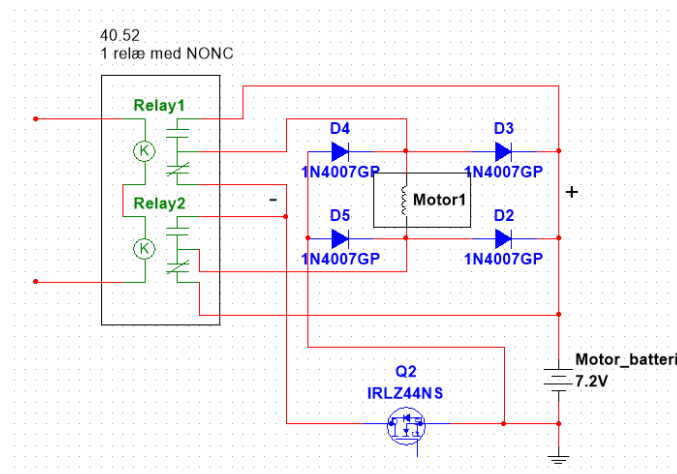 40.52
1 relæ med NONC
Relay1
K
Relay2
K
-
D4
1N4007GP
D3
1N4007GP
Motor1
+
D5
1N4007GP
D2
1N4007GP
Motor_batteri
7.2V
Q2
IRLZ44NS